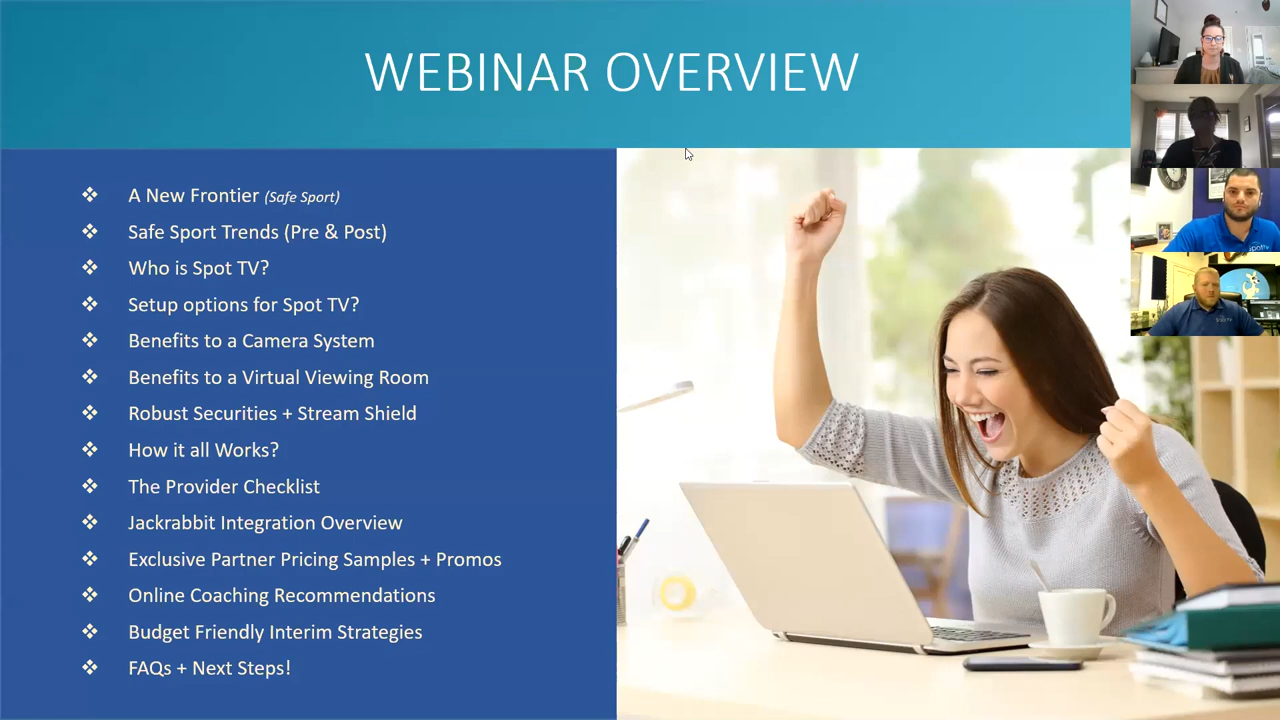 WEBINAR OVERVIEW
A New Frontier (Safe Sport)
Safe Sport Trends (Pre & Post)
Who is Spot TV?
Setup options for Spot TV?
Benefits to a Camera System
Benefits to a Virtual Viewing Room
Robust Securities + Stream Shield
How it all Works?
The Provider Checklist
Jackrabbit Integration Overview
Exclusive Partner Pricing Samples + Promos
Online Coaching Recommendations
Budget Friendly Interim Strategies
FAQs + Next Steps!